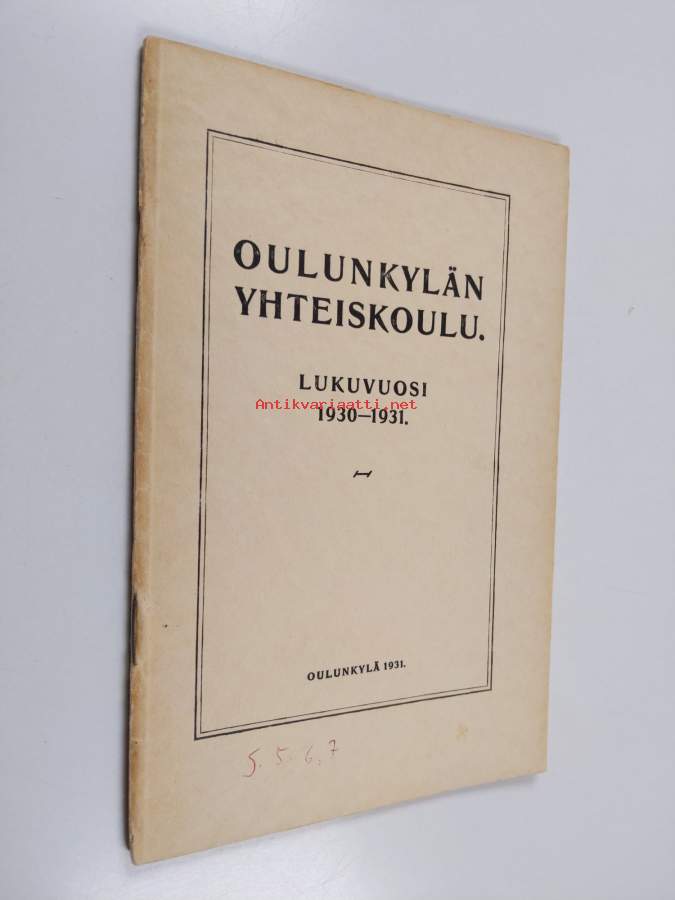 OULUNKYLÄN
YHTEISKOULU.
LUKUVUOSI
Antikvariaatti.net
1930—1931.
OULUNKYLÄ 1931.
5. 5. 6, 7